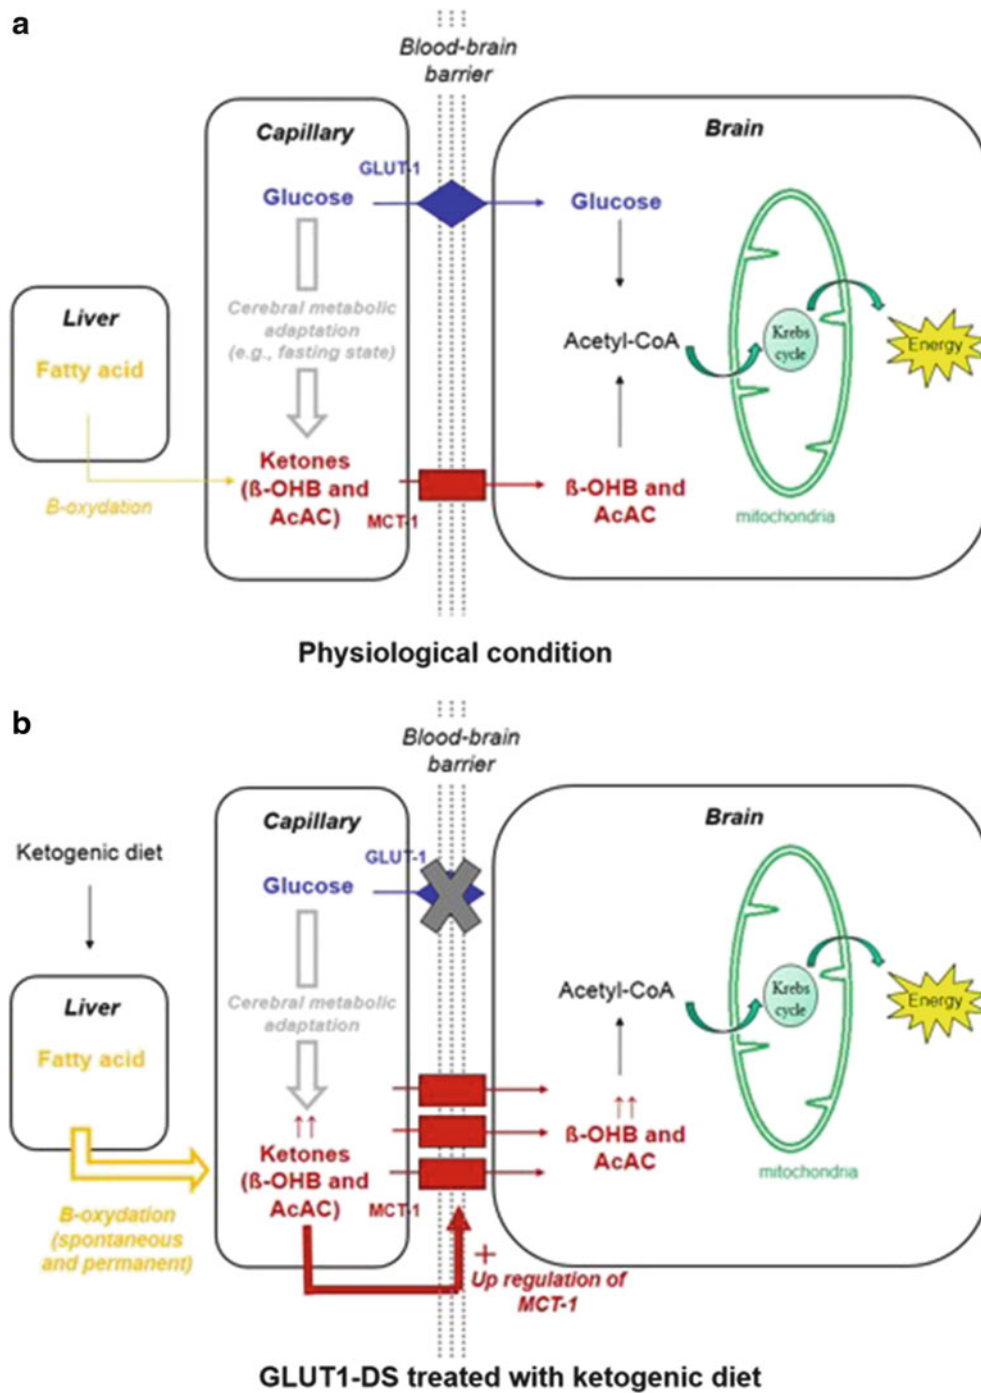 a
Blood-brain
barrier
Capillary
Brain
GLUT-1
Glucose
Glucose
Liver
Fatty acid
Cerebral metabolic
adaptation
(e.g., fasting state)
Acetyl-CoA
Krebs
cycle
Energy
Ketones
(ß-OHB and
AcAC)
MCT-1
ß-OHB and
AcAC
B-oxydation
mitochondria
Physiological condition
b
Blood-brain
barrier
Capillary
Brain
Ketogenic diet
GLUT-1
Glucose
Liver
Fatty acid
Cerebral metabolic
adaptation
Acetyl-CoA
Krebs
cycle
Energy
↑↑
Ketones
(ß-OHB and
AcAC)
MCT-1
↑↑
ß-OHB and
AcAC
mitochondria
B-oxydation
(spontaneous
and permanent)
+
Up regulation of
MCT-1
GLUT1-DS treated with ketogenic diet